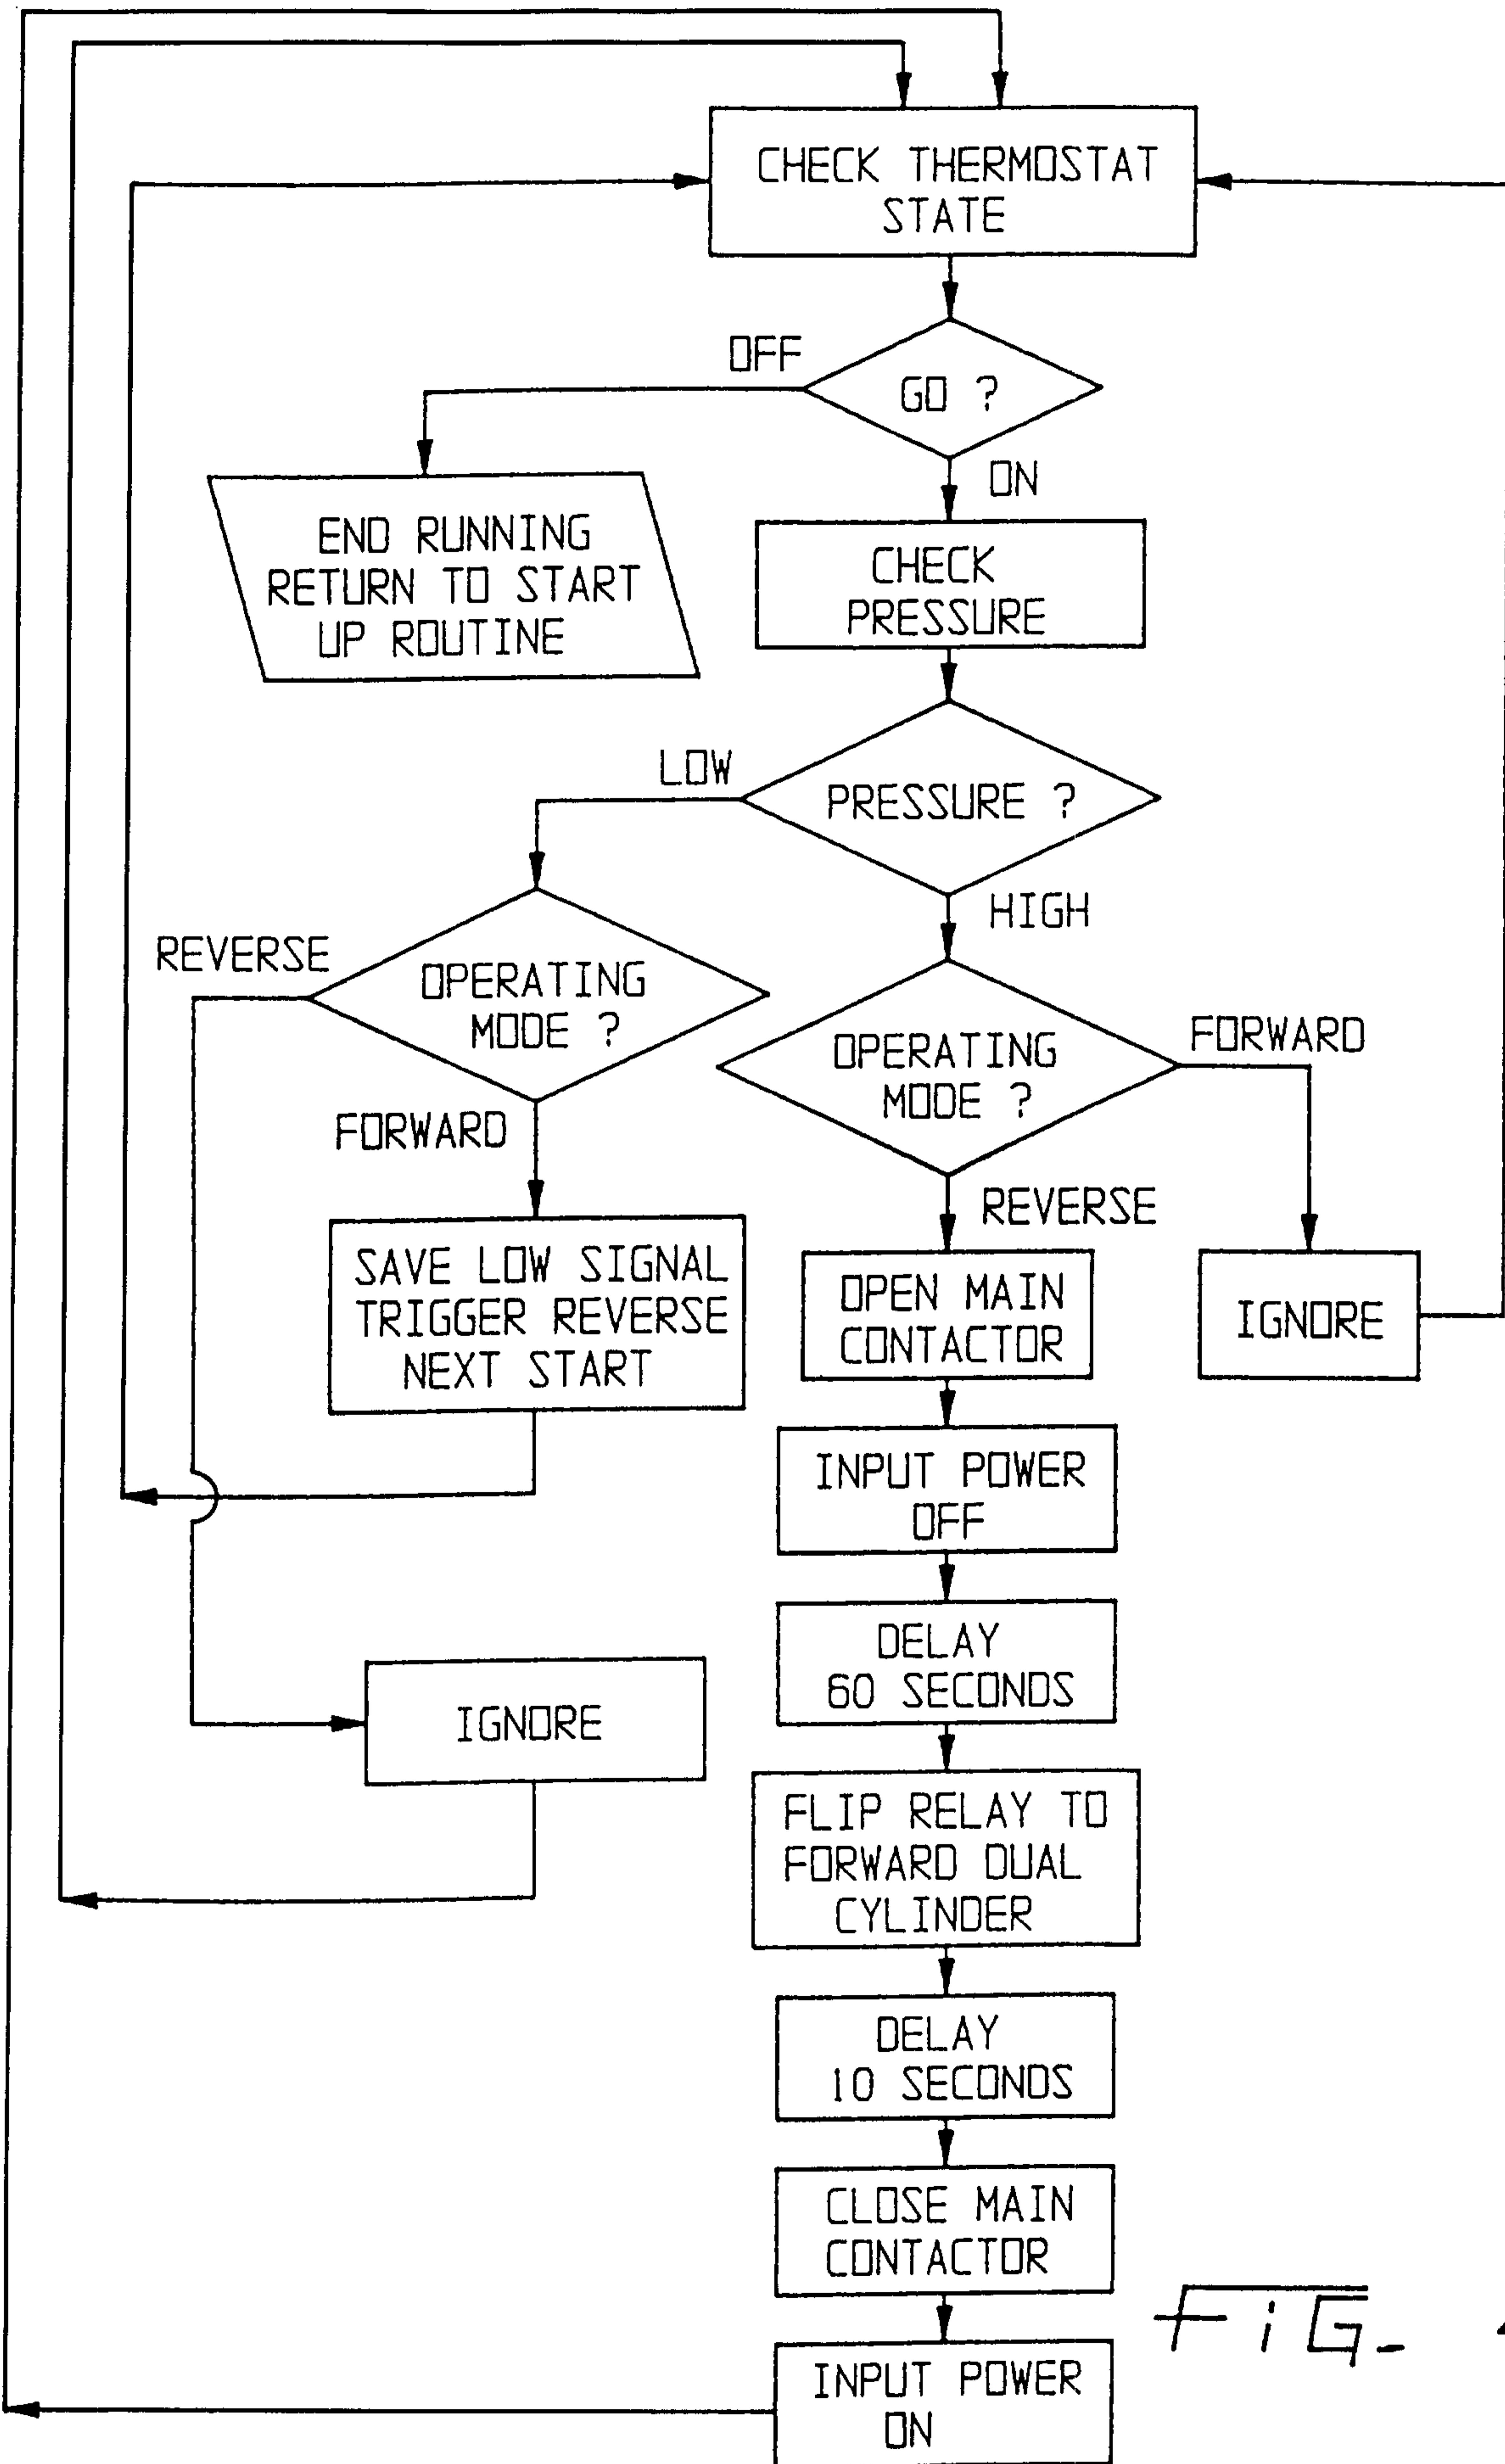 CHECK THERMOSTAT
STATE
OFF
GO ?
ON
END RUNNING
RETURN TO START
UP ROUTINE
CHECK
PRESSURE
LOW
PRESSURE ?
HIGH
REVERSE
OPERATING
MODE ?
FORWARD
OPERATING
MODE ?
FORWARD
REVERSE
SAVE LOW SIGNAL
TRIGGER REVERSE
NEXT START
OPEN MAIN
CONTACTOR
IGNORE
INPUT POWER
OFF
DELAY
60 SECONDS
IGNORE
FLIP RELAY TO
FORWARD DUAL
CYLINDER
DELAY
10 SECONDS
CLOSE MAIN
CONTACTOR
INPUT POWER
ON
FiG-